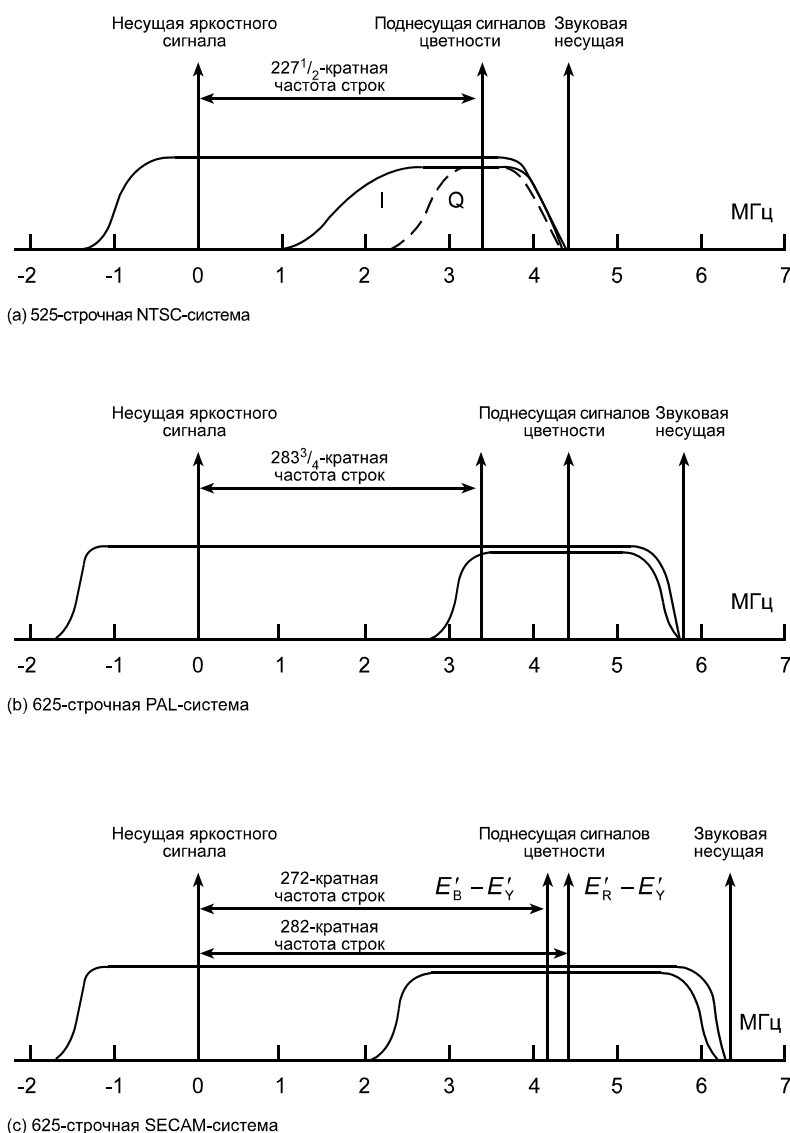 Несущая яркостного сигнала
Поднесущая сигналов цветности
Звуковая несущая
227 1/2-кратная частота строк
I
Q
МГц
-2 -1 0 1 2 3 4 5 6 7
(a) 525-строчная NTSC-система
Несущая яркостного сигнала
Поднесущая сигналов цветности
Звуковая несущая
283 3/4-кратная частота строк
МГц
-2 -1 0 1 2 3 4 5 6 7
(b) 625-строчная PAL-система
Несущая яркостного сигнала
Поднесущая сигналов цветности
Звуковая несущая
272-кратная частота строк
E′B – E′Y
E′R – E′Y
282-кратная частота строк
МГц
-2 -1 0 1 2 3 4 5 6 7
(c) 625-строчная SECAM-система